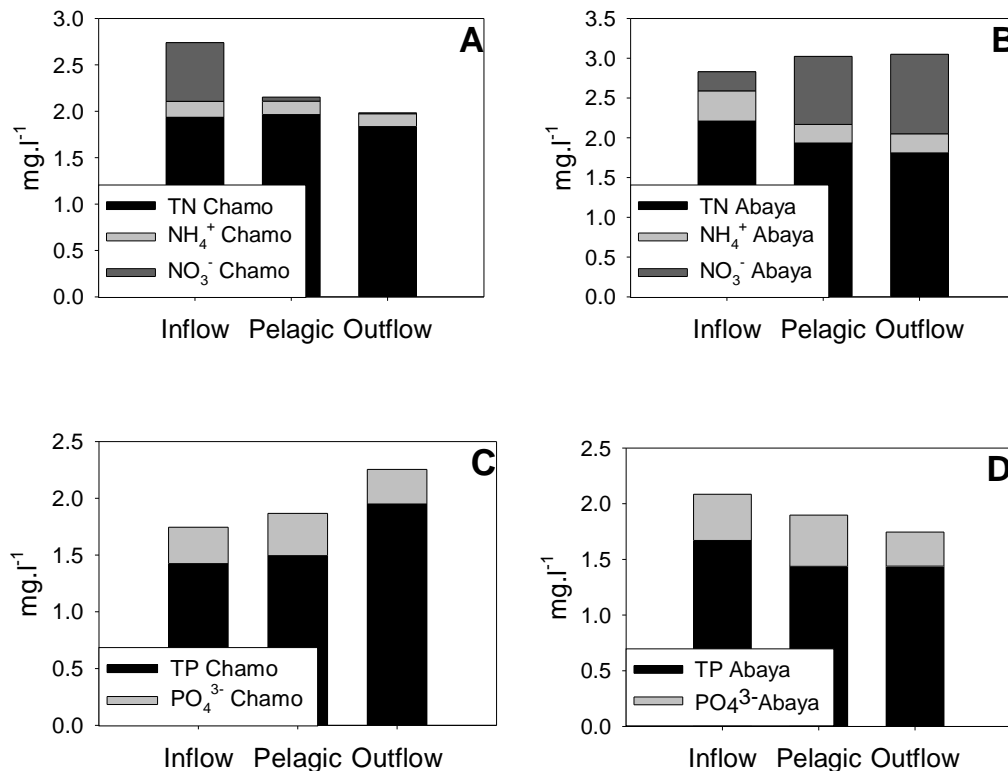 A
3.0
2.5
2.0
1.5
1.0
0.5
0.0
mg.l⁻¹
TN Chamo
NH₄⁺ Chamo
NO₃⁻ Chamo
Inflow Pelagic Outflow
B
3.5
3.0
2.5
2.0
1.5
1.0
0.5
0.0
mg.l⁻¹
TN Abaya
NH₄⁺ Abaya
NO₃⁻ Abaya
Inflow Pelagic Outflow
C
2.5
2.0
1.5
1.0
0.5
0.0
mg.l⁻¹
TP Chamo
PO₄³⁻ Chamo
Inflow Pelagic Outflow
D
2.5
2.0
1.5
1.0
0.5
0.0
mg.l⁻¹
TP Abaya
PO₄³⁻Abaya
Inflow Pelagic Outflow